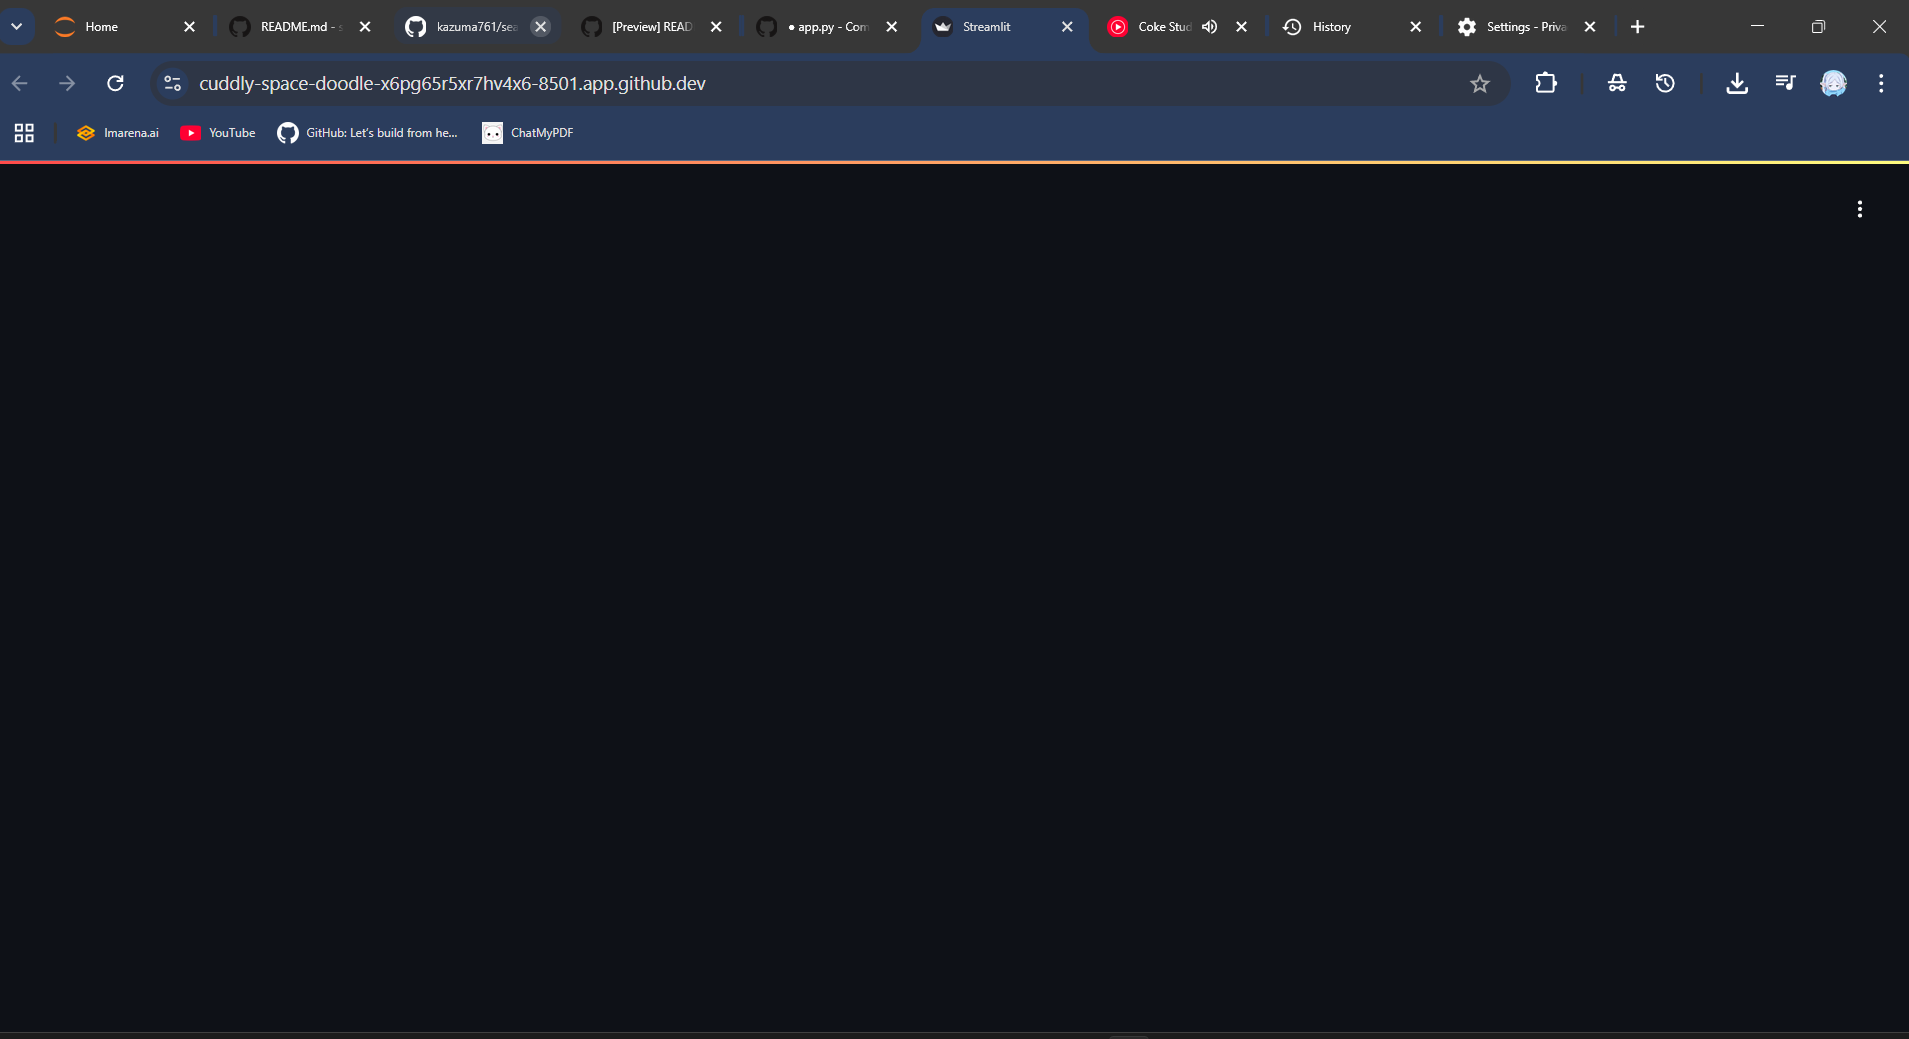 Home
README.md - s
kazuma761/sea
[Preview] READ
● app.py - Com
Streamlit
Coke Stud
History
Settings - Priva
cuddly-space-doodle-x6pg65r5xr7hv4x6-8501.app.github.dev
lmarena.ai
YouTube
GitHub: Let's build from he...
ChatMyPDF